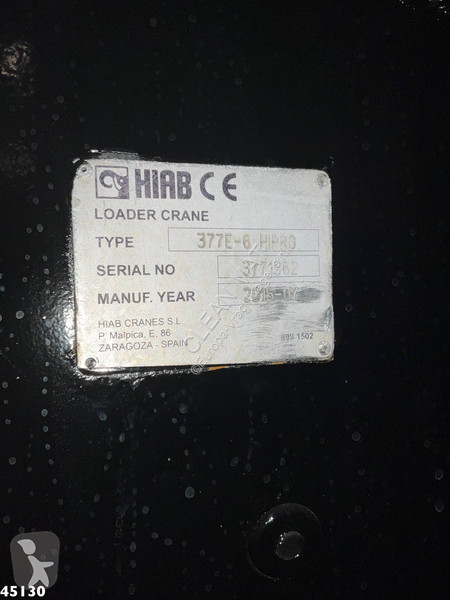 HIAB CE
LOADER CRANE
TYPE 377E-6 HIPRO
SERIAL NO 3771962
MANUF. YEAR
HIAB CRANES S.L
P. Malpica, E, 86
ZARAGOZA - SPAIN
45130